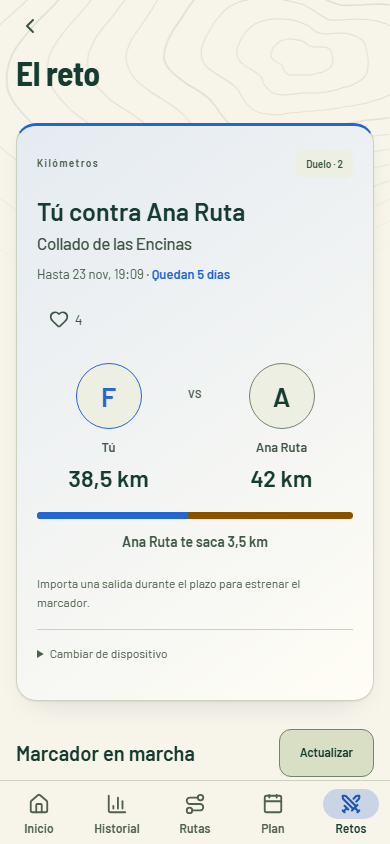 El reto
Kilómetros
Duelo · 2
Tú contra Ana Ruta
Collado de las Encinas
Hasta 23 nov, 19:09 · Quedan 5 días
4
F
vs
A
Tú
Ana Ruta
38,5 km
42 km
Ana Ruta te saca 3,5 km
Importa una salida durante el plazo para estrenar el
marcador.
Cambiar de dispositivo
Marcador en marcha
Actualizar
Inicio
Historial
Rutas
Plan
Retos